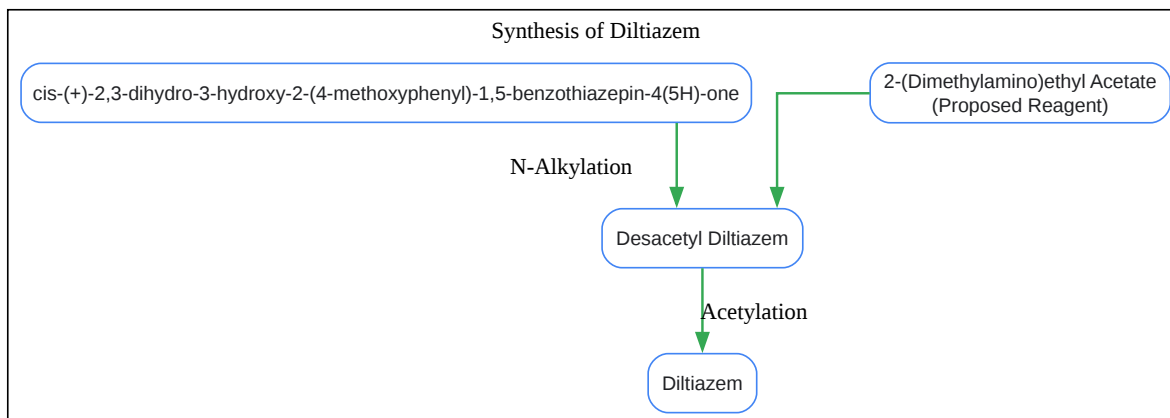 Synthesis of Diltiazem
cis-(+)-2,3-dihydro-3-hydroxy-2-(4-methoxyphenyl)-1,5-benzothiazepin-4(5H)-one
2-(Dimethylamino)ethyl Acetate
(Proposed Reagent)
N-Alkylation
Desacetyl Diltiazem
Acetylation
Diltiazem